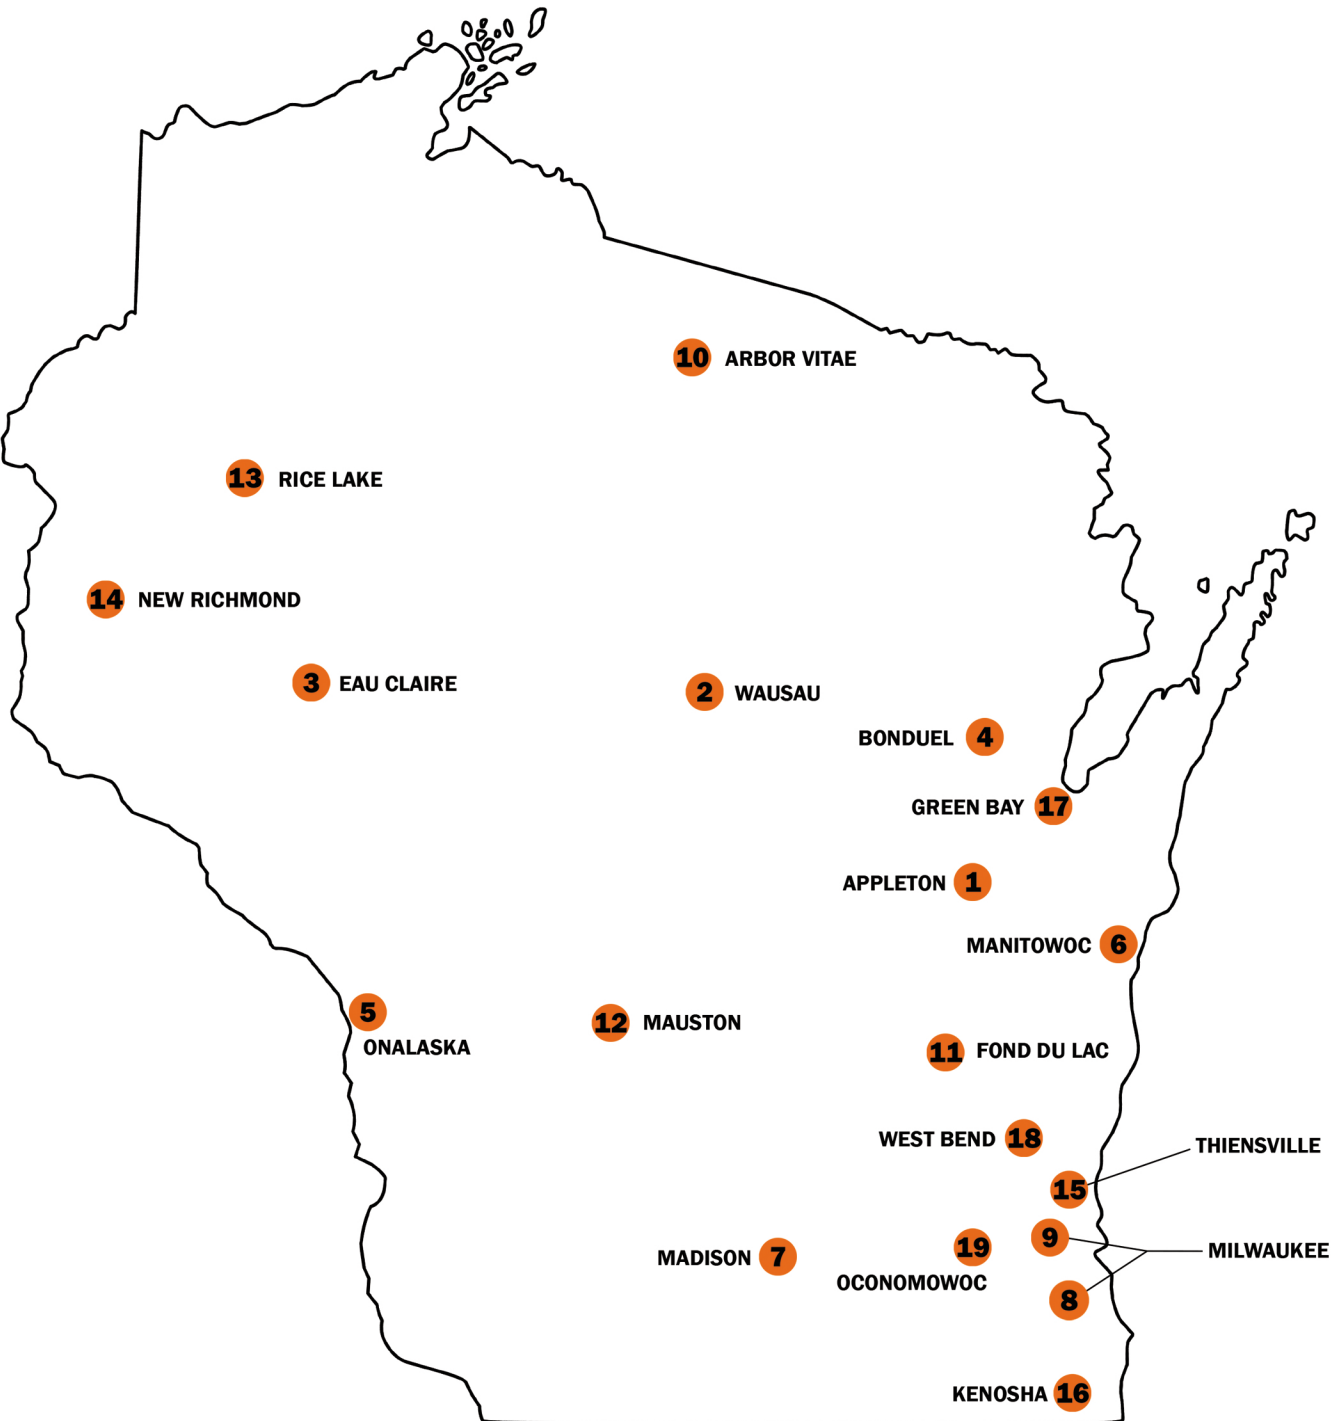 10 ARBOR VITAE
13 RICE LAKE
14 NEW RICHMOND
3 EAU CLAIRE
2 WAUSAU
BONDUEL 4
GREEN BAY 17
APPLETON 1
MANITOWOC 6
5
ONALASKA
12 MAUSTON
11 FOND DU LAC
WEST BEND 18
THIENSVILLE
15
9
MILWAUKEE
8
MADISON 7
19
OCONOMOWOC
KENOSHA 16